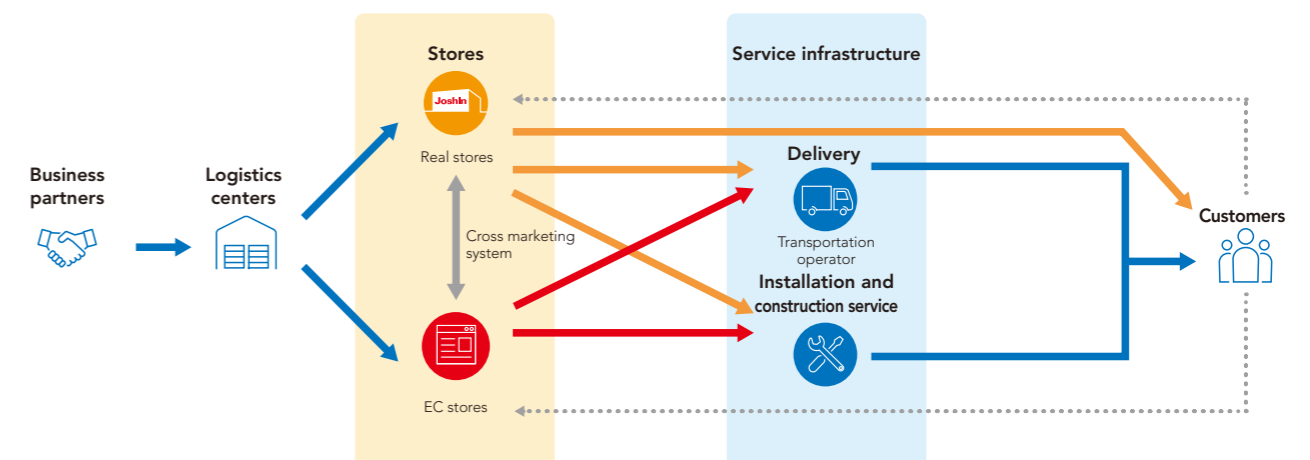 Business
partners
Logistics
centers
Stores
JoshIn
Real stores
Cross marketing
system
EC stores
Service infrastructure
Delivery
Transportation
operator
Installation and
construction service
Customers